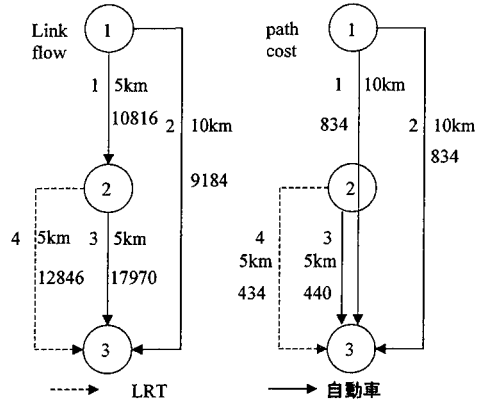 Link
flow
1
1 5km
10816
2 10km
9184
2
4 5km
12846
3 5km
17970
3
path
cost
1
1 10km
834
2 10km
834
2
4
5km
434
3
5km
440
3
LRT
自動車